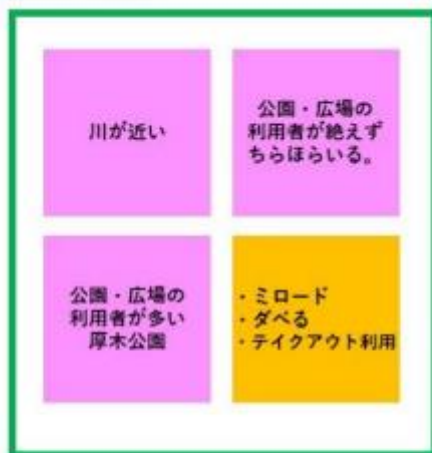 川が近い
公園・広場の
利用者が絶えず
ちらほらいる。
公園・広場の
利用者が多い
厚木公園
・ミロード
・ダべる
・テイクアウト利用